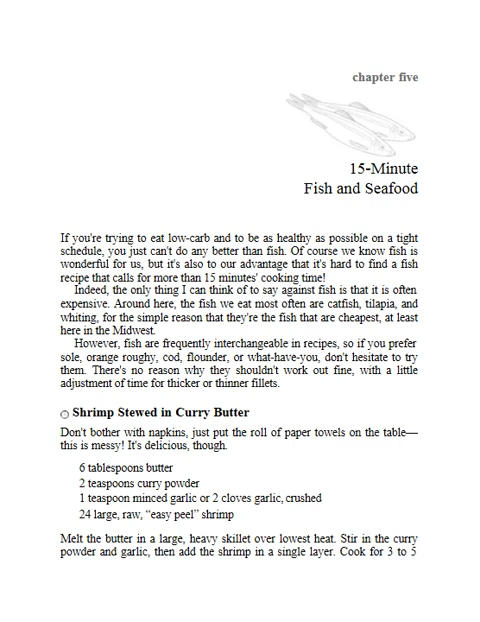 chapter five
15-Minute
Fish and Seafood
If you're trying to eat low-carb and to be as healthy as possible on a tight
schedule, you just can't do any better than fish. Of course we know fish is
wonderful for us, but it's also to our advantage that it's hard to find a fish
recipe that calls for more than 15 minutes' cooking time!
Indeed, the only thing I can think of to say against fish is that it is often
expensive. Around here, the fish we eat most often are catfish, tilapia, and
whiting, for the simple reason that they're the fish that are cheapest, at least
here in the Midwest.
However, fish are frequently interchangeable in recipes, so if you prefer
sole, orange roughy, cod, flounder, or what-have-you, don't hesitate to try
them. There's no reason why they shouldn't work out fine, with a little
adjustment of time for thicker or thinner fillets.
Shrimp Stewed in Curry Butter
Don't bother with napkins, just put the roll of paper towels on the table—
this is messy! It's delicious, though.
6 tablespoons butter
2 teaspoons curry powder
1 teaspoon minced garlic or 2 cloves garlic, crushed
24 large, raw, “easy peel” shrimp
Melt the butter in a large, heavy skillet over lowest heat. Stir in the curry
powder and garlic, then add the shrimp in a single layer. Cook for 3 to 5